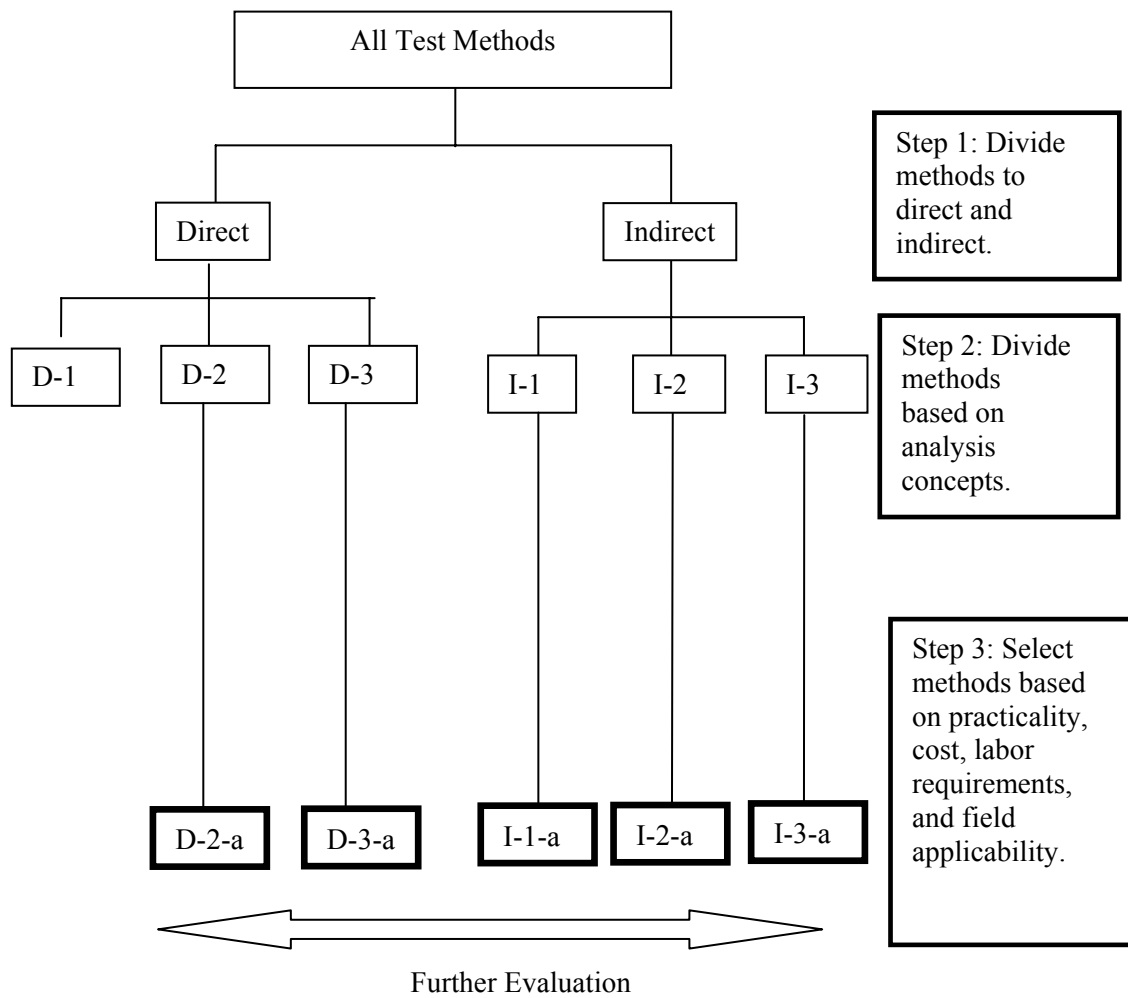 All Test Methods
Step 1: Divide
methods to
direct and
indirect.
Direct
Indirect
Step 2: Divide
methods
based on
analysis
concepts.
D-1
D-2
D-3
I-1
I-2
I-3
Step 3: Select
methods based
on practicality,
cost, labor
requirements,
and field
applicability.
D-2-a
D-3-a
I-1-a
I-2-a
I-3-a
Further Evaluation